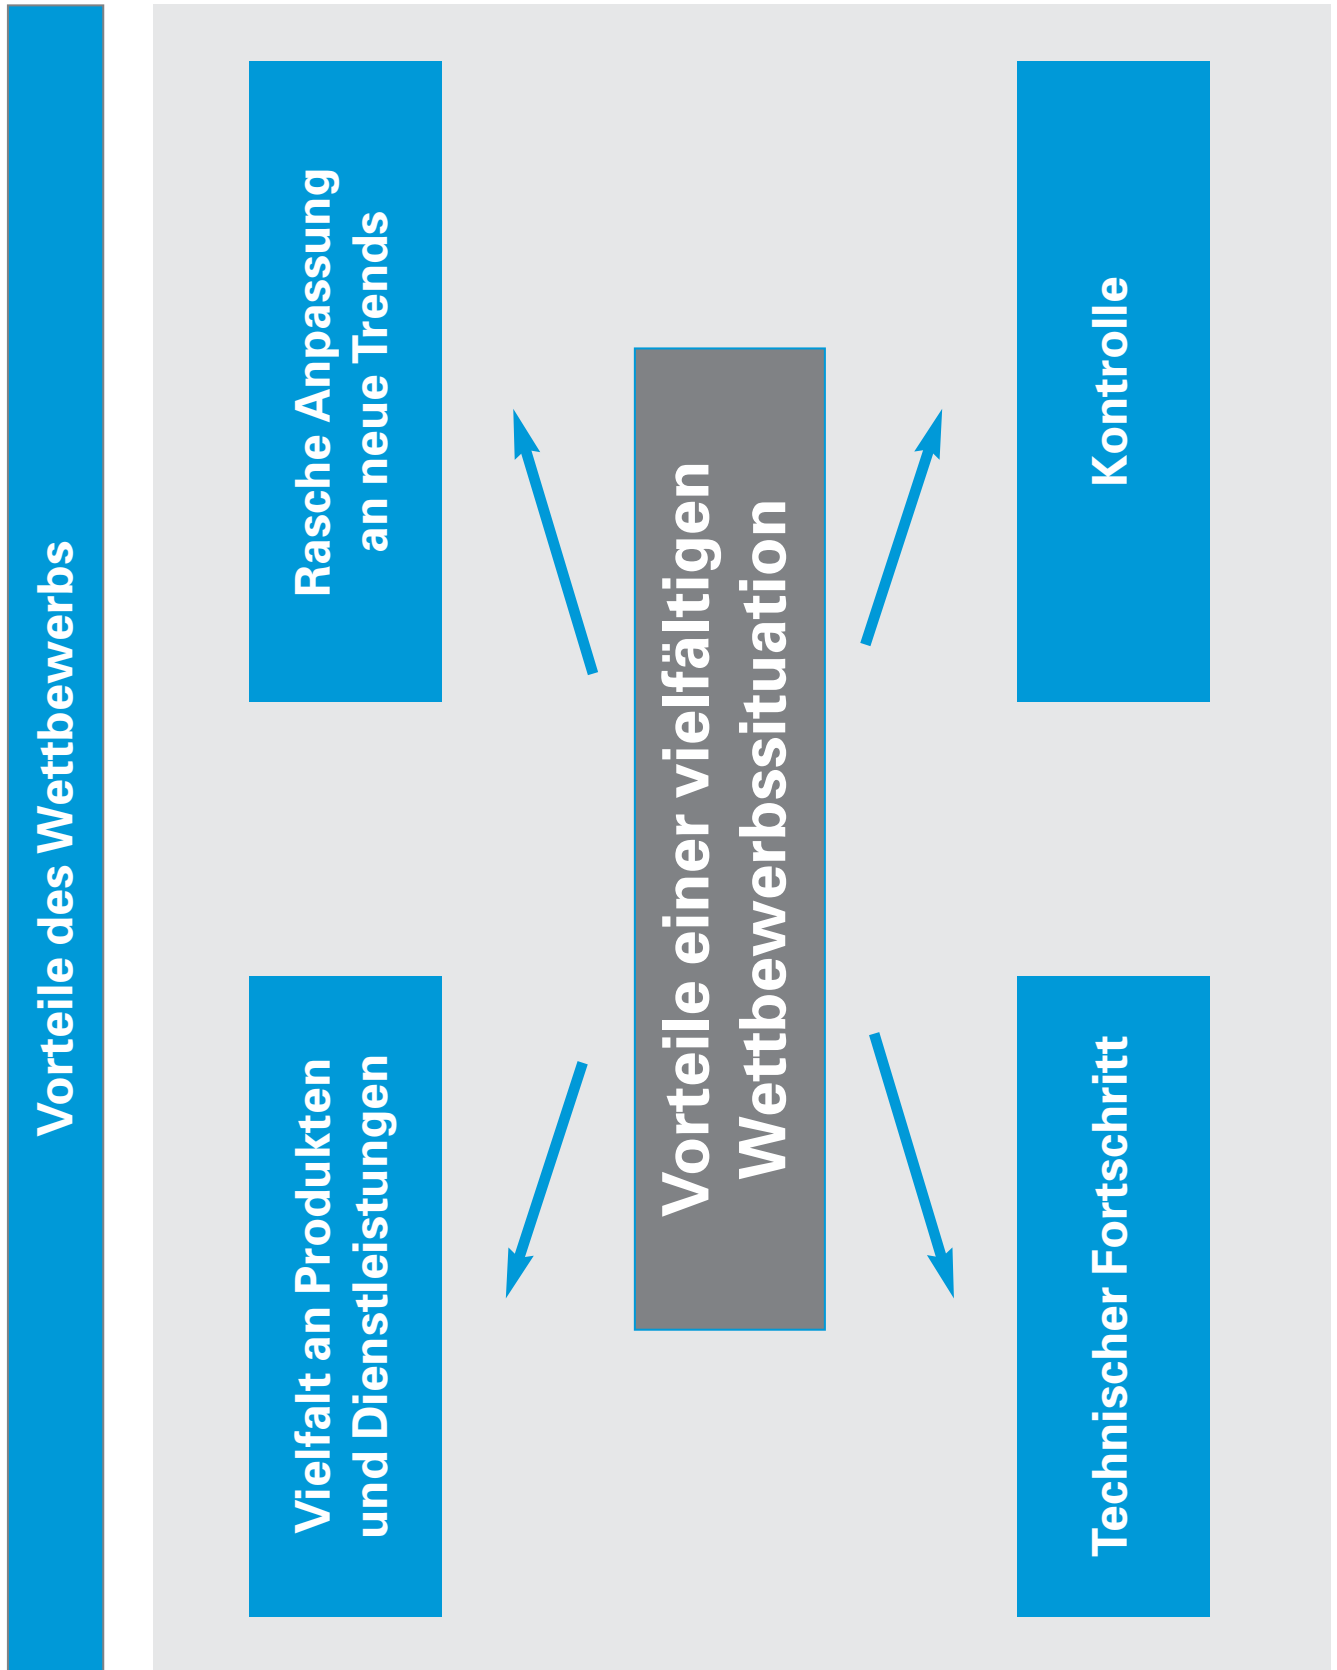 Vorteile des Wettbewerbs
Vielfalt an Produkten
und Dienstleistungen
Rasche Anpassung
an neue Trends
Vorteile einer vielfältigen
Wettbewerbssituation
Technischer Fortschritt
Kontrolle